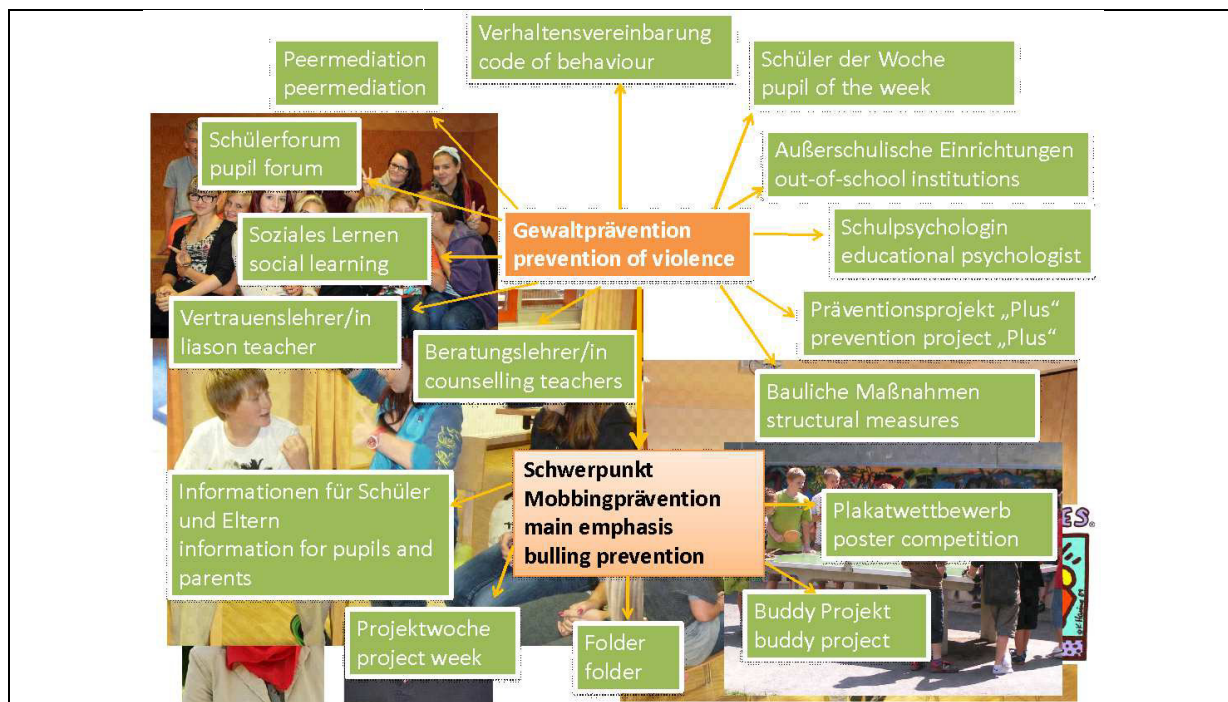 Verhaltensvereinbarung
code of behaviour
Peermediation
peermediation
Schüler der Woche
pupil of the week
Schülerforum
pupil forum
Außerschulische Einrichtungen
out-of-school institutions
Soziales Lernen
social learning
Gewaltprävention
prevention of violence
Schulpsychologin
educational psychologist
Vertrauenslehrer/in
liason teacher
Beratungslehrer/in
counselling teachers
Präventionsprojekt „Plus“
prevention project „Plus“
Bauliche Maßnahmen
structural measures
Schwerpunkt
Mobbingprävention
main emphasis
bulling prevention
Informationen für Schüler
und Eltern
information for pupils and
parents
Plakatwettbewerb
poster competition
Projektwoche
project week
Folder
folder
Buddy Projekt
buddy project